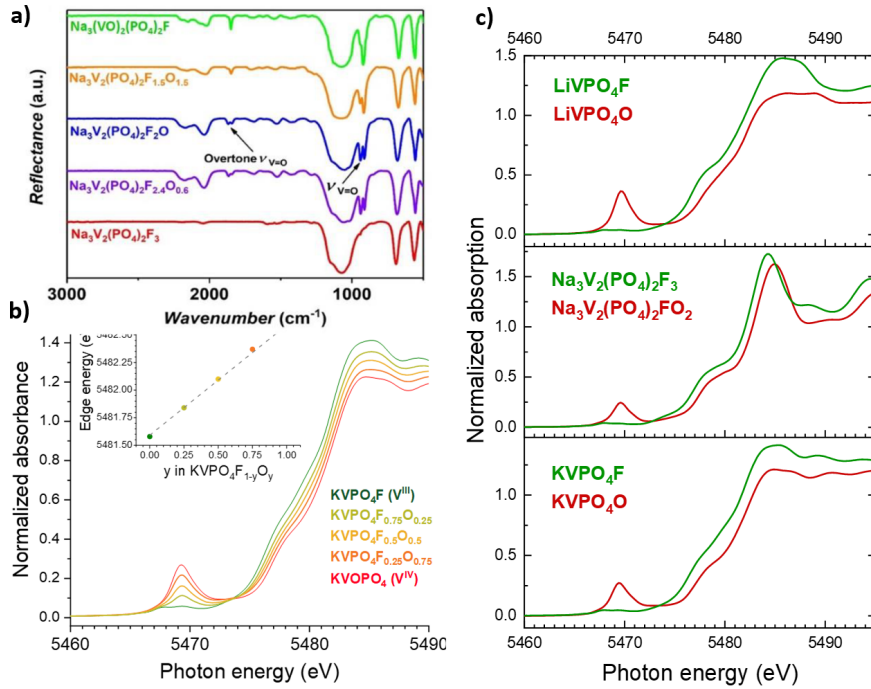 a)
Reflectance (a.u.)
Na₃(VO)₂(PO₄)₂F
Na₃V₂(PO₄)₂F₁.₅O₁.₅
Na₃V₂(PO₄)₂F₂O
Overtone ν V=O
ν V=O
Na₃V₂(PO₄)₂F₂.₄O₀.₆
Na₃V₂(PO₄)₂F₃
3000 2000 1000
Wavenumber (cm⁻¹)
b)
Normalized absorbance
1.4
1.2
1.0
0.8
0.6
0.4
0.2
0.0
Edge energy (e
5482.50
5482.25
5482.00
5481.75
5481.50
0.00 0.25 0.50 0.75 1.00
y in KVPO₄F₁₋yOy
KVPO₄F (Vᴵᴵᴵ)
KVPO₄F₀.₇₅O₀.₂₅
KVPO₄F₀.₅O₀.₅
KVPO₄F₀.₂₅O₀.₇₅
KVOPO₄ (Vᴵⱽ)
5460 5470 5480 5490
Photon energy (eV)
c)
5460 5470 5480 5490
Normalized absorption
1.5
1.0
0.5
0.0
LiVPO₄F
LiVPO₄O
1.5
1.0
0.5
0.0
Na₃V₂(PO₄)₂F₃
Na₃V₂(PO₄)₂FO₂
1.5
1.0
0.5
0.0
KVPO₄F
KVPO₄O
5460 5470 5480 5490
Photon energy (eV)